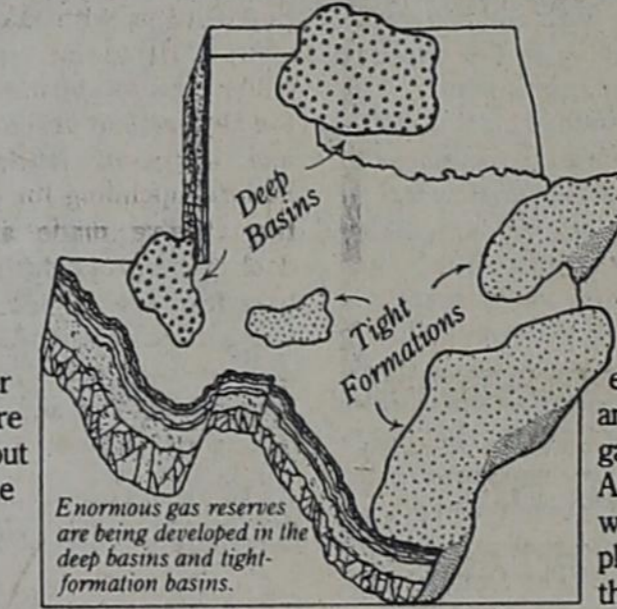 Deep
Basins
Tight
Formations
Enormous gas reserves
are being developed in the
deep basins and tight-
formation basins.